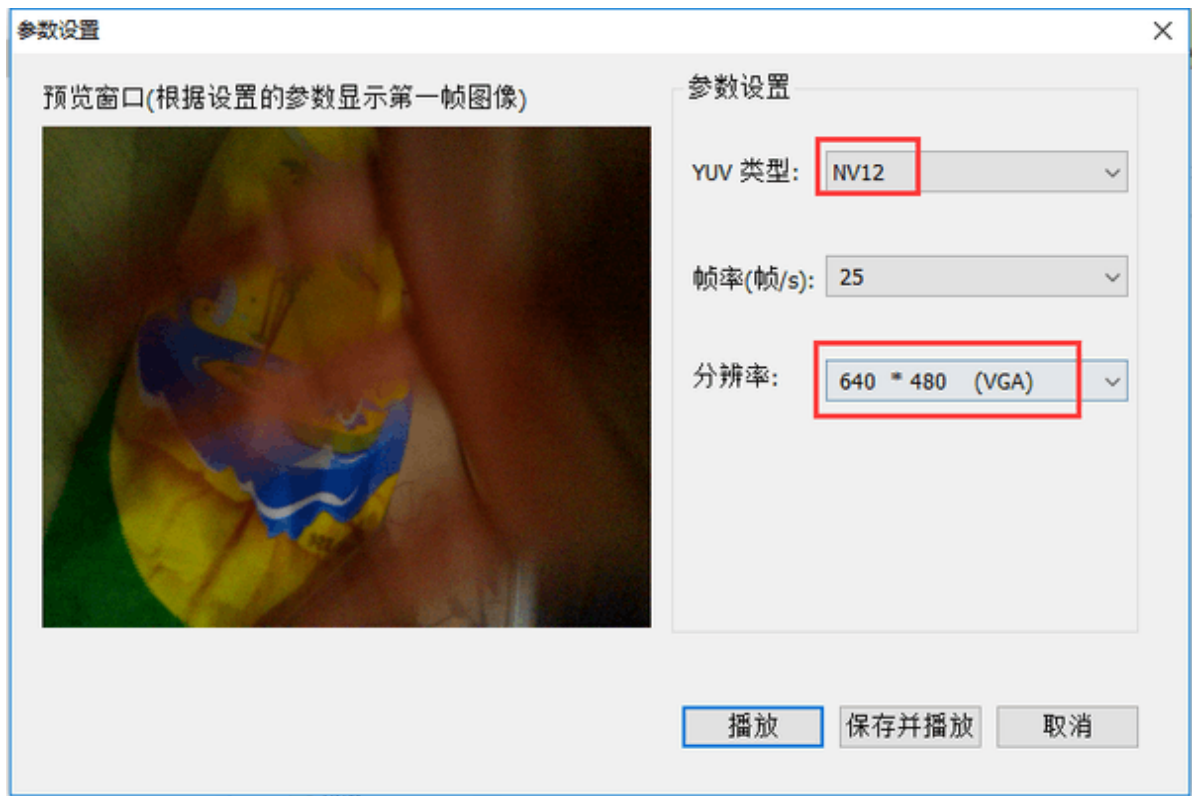 参数设置
预览窗口(根据设置的参数显示第一帧图像)
参数设置
YUV 类型: NV12
帧率(帧/s): 25
分辨率: 640 * 480 (VGA)
播放 保存并播放 取消